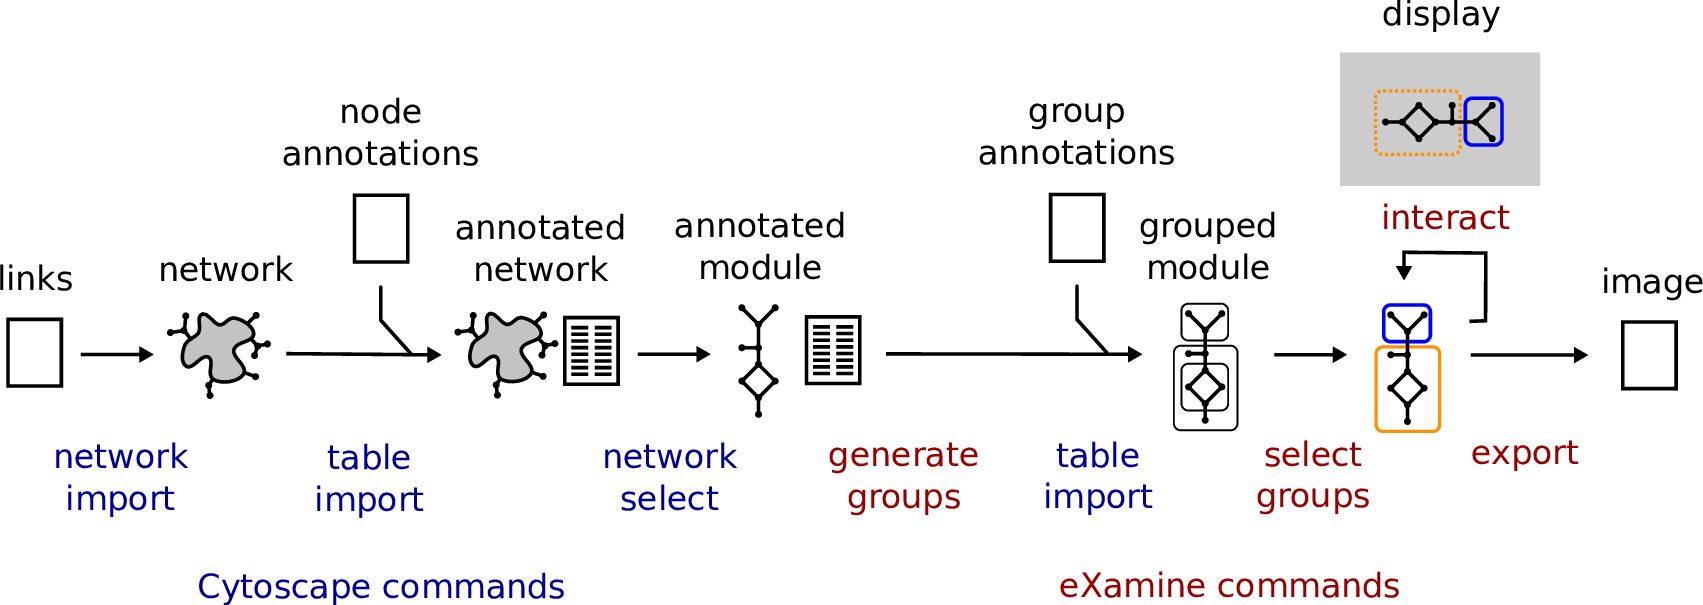 display
node
annotations
group
annotations
links
network
annotated
network
annotated
module
grouped
module
interact
image
network
import
table
import
network
select
generate
groups
table
import
select
groups
export
Cytoscape commands
eXamine commands